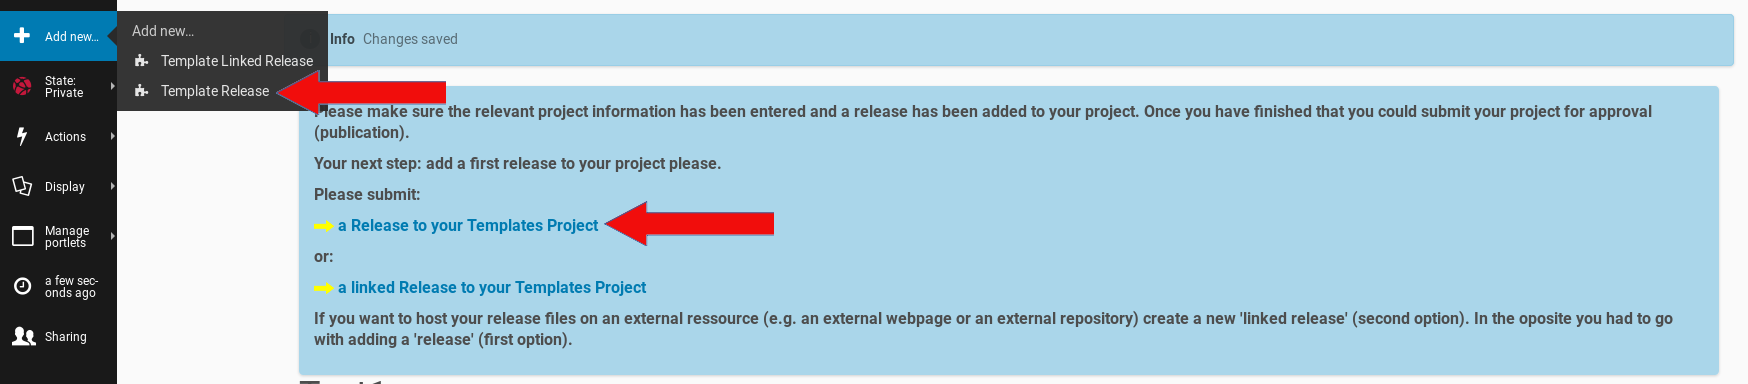 Add new...
State:
Private
Actions
Display
Manage
portlets
a few sec-
onds ago
Sharing
Add new...
Template Linked Release
Template Release
Info Changes saved
Please make sure the relevant project information has been entered and a release has been added to your project. Once you have finished that you could submit your project for approval
(publication).
Your next step: add a first release to your project please.
Please submit:
a Release to your Templates Project
or:
a linked Release to your Templates Project
If you want to host your release files on an external ressource (e.g. an external webpage or an external repository) create a new 'linked release' (second option). In the oposite you had to go
with adding a 'release' (first option).